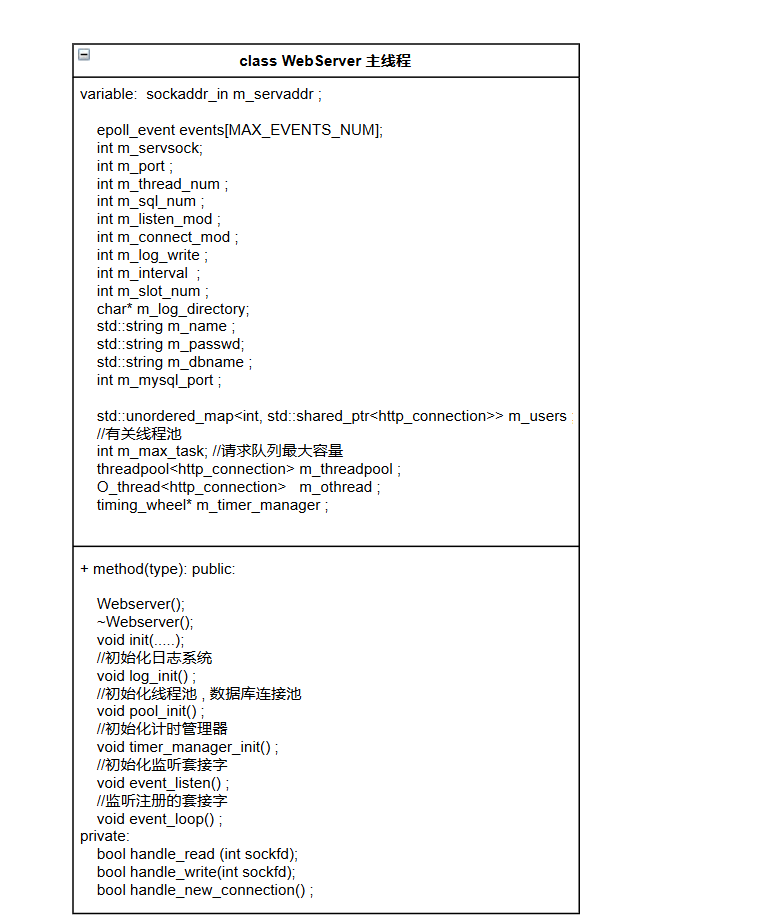 class WebServer 主线程
variable:  sockaddr_in m_servaddr ;
epoll_event events[MAX_EVENTS_NUM];
int m_servsock;
int m_port ;
int m_thread_num ;
int m_sql_num ;
int m_listen_mod ;
int m_connect_mod ;
int m_log_write ;
int m_interval  ;
int m_slot_num ;
char* m_log_directory;
std::string m_name ;
std::string m_passwd;
std::string m_dbname ;
int m_mysql_port ;
std::unordered_map<int, std::shared_ptr<http_connection>> m_users ;
//有关线程池
int m_max_task; //请求队列最大容量
threadpool<http_connection> m_threadpool ;
O_thread<http_connection>   m_othread ;
timing_wheel* m_timer_manager ;
+ method(type): public:
Webserver();
~Webserver();
void init(.....);
//初始化日志系统
void log_init() ;
//初始化线程池 , 数据库连接池
void pool_init() ;
//初始化计时管理器
void timer_manager_init() ;
//初始化监听套接字
void event_listen() ;
//监听注册的套接字
void event_loop() ;
private:
bool handle_read (int sockfd);
bool handle_write(int sockfd);
bool handle_new_connection() ;